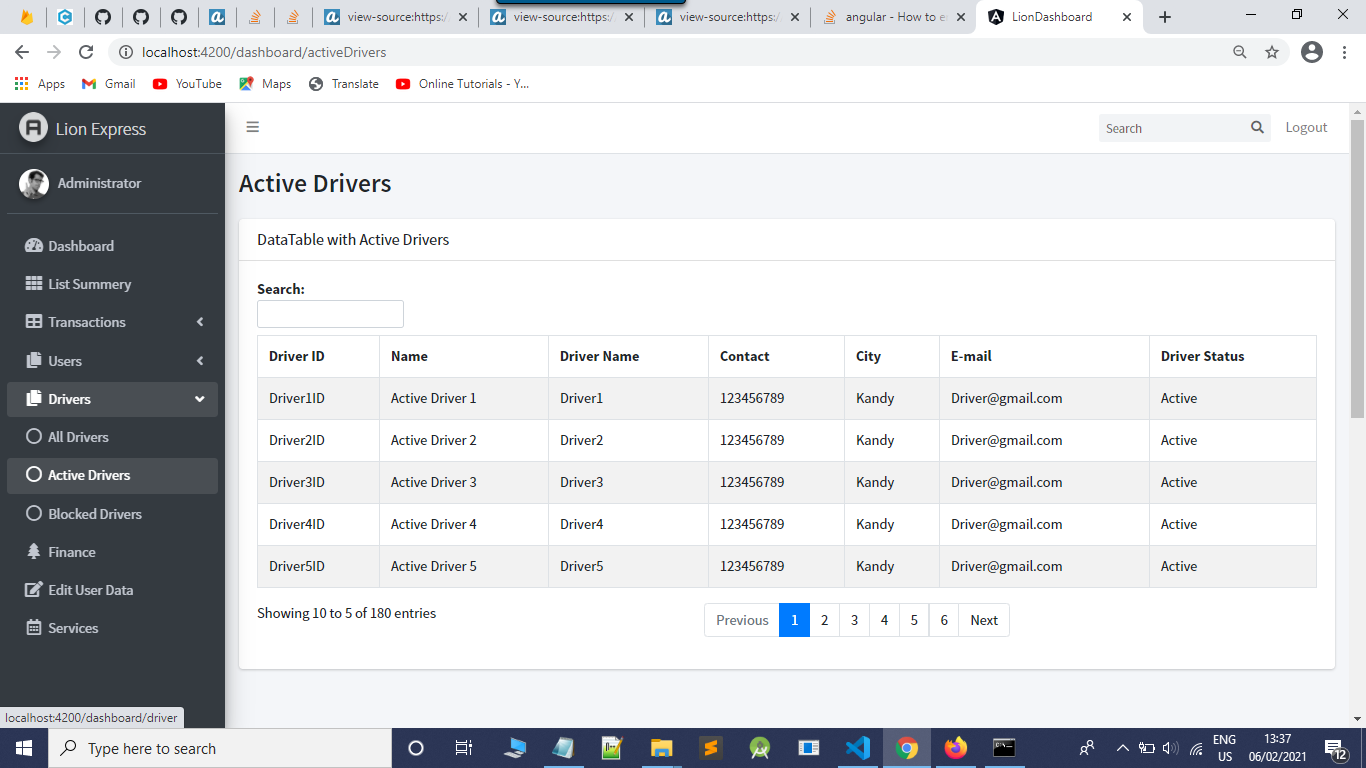 view-source:https:/
view-source:https:/
view-source:https:/
angular - How to e
LionDashboard
localhost:4200/dashboard/activeDrivers
Apps Gmail YouTube Maps Translate Online Tutorials - Y...
Lion Express
Search
Logout
Administrator
Active Drivers
Dashboard
List Summery
Transactions
Users
Drivers
All Drivers
Active Drivers
Blocked Drivers
Finance
Edit User Data
Services
DataTable with Active Drivers
Search:
Driver ID Name Driver Name Contact City E-mail Driver Status
Driver1ID Active Driver 1 Driver1 123456789 Kandy Driver@gmail.com Active
Driver2ID Active Driver 2 Driver2 123456789 Kandy Driver@gmail.com Active
Driver3ID Active Driver 3 Driver3 123456789 Kandy Driver@gmail.com Active
Driver4ID Active Driver 4 Driver4 123456789 Kandy Driver@gmail.com Active
Driver5ID Active Driver 5 Driver5 123456789 Kandy Driver@gmail.com Active
Showing 10 to 5 of 180 entries
Previous 1 2 3 4 5 6 Next
localhost:4200/dashboard/driver
Type here to search
ENG
US
13:37
06/02/2021
12